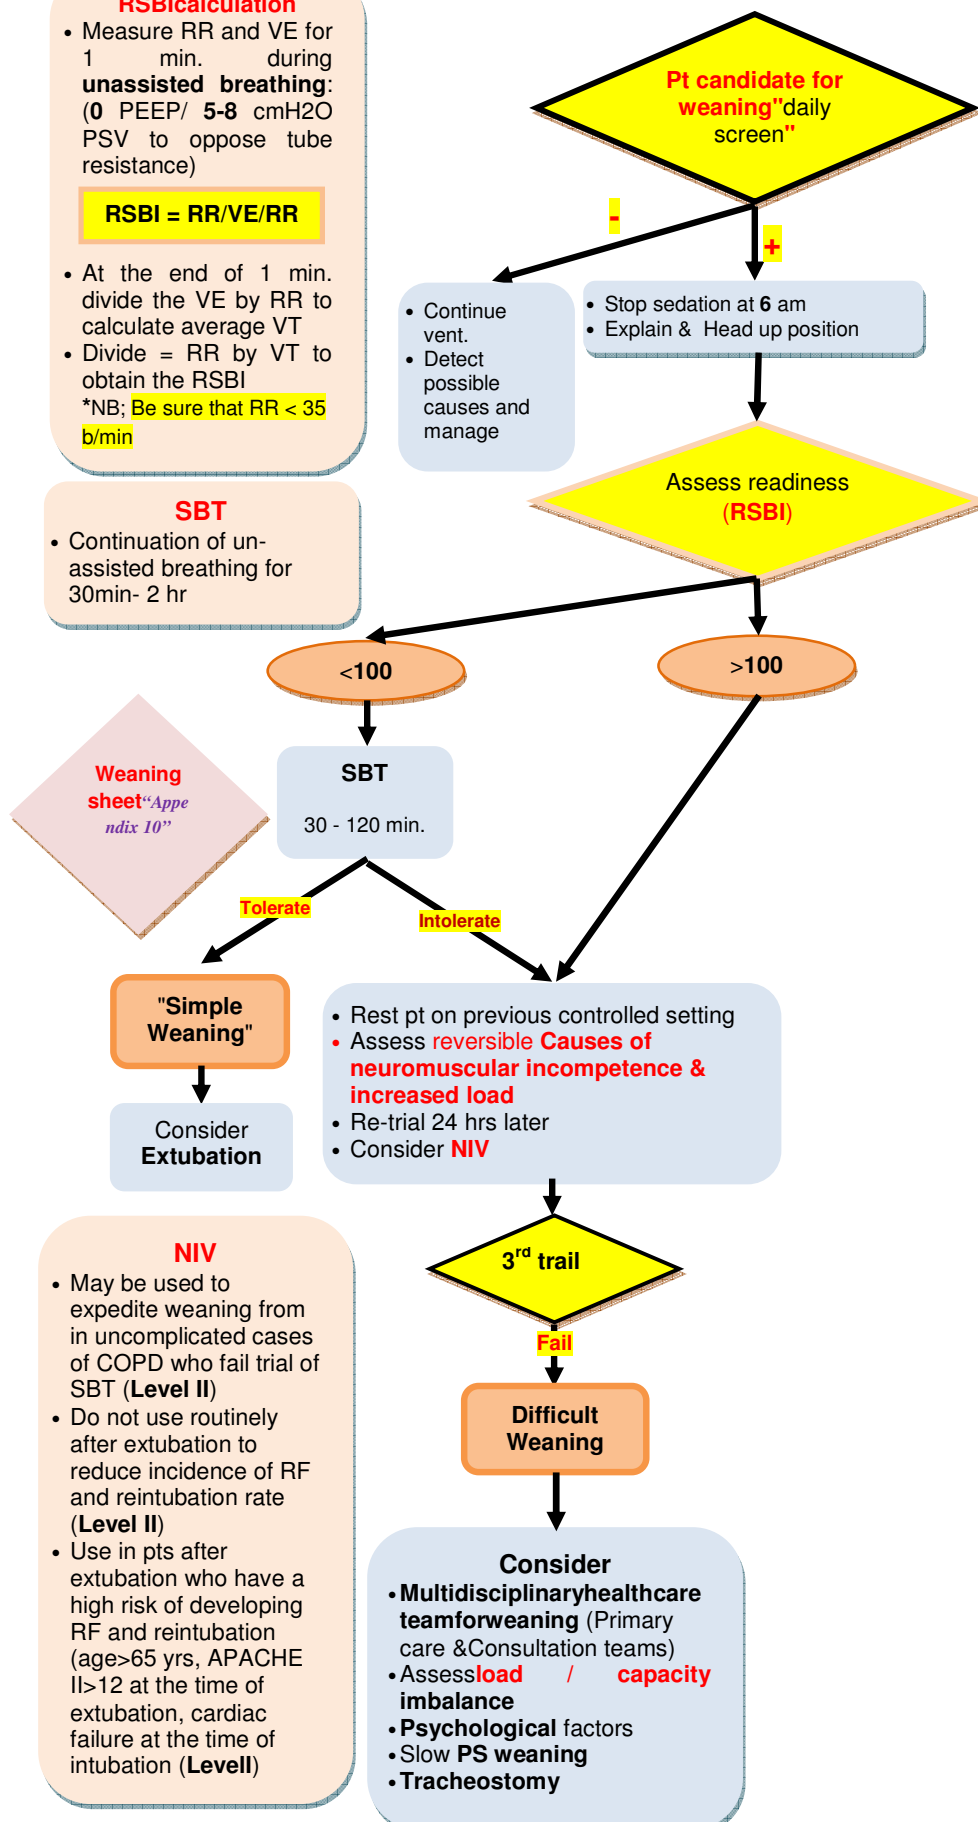 RSBIcalculation
• Measure RR and VE for
1 min. during
unassisted breathing:
(0 PEEP/ 5-8 cmH2O
PSV to oppose tube
resistance)
RSBI = RR/VE/RR
• At the end of 1 min.
divide the VE by RR to
calculate average VT
• Divide = RR by VT to
obtain the RSBI
*NB; Be sure that RR < 35
b/min
Pt candidate for
weaning"daily
screen"
-
+
• Continue
vent.
• Detect
possible
causes and
manage
• Stop sedation at 6 am
• Explain & Head up position
Assess readiness
(RSBI)
SBT
• Continuation of un-
assisted breathing for
30min- 2 hr
<100
>100
Weaning
sheet“Appe
ndix 10”
SBT
30 - 120 min.
Tolerate
Intolerate
"Simple
Weaning"
Consider
Extubation
• Rest pt on previous controlled setting
• Assess reversible Causes of
neuromuscular incompetence &
increased load
• Re-trial 24 hrs later
• Consider NIV
3rd trail
Fail
Difficult
Weaning
NIV
• May be used to
expedite weaning from
in uncomplicated cases
of COPD who fail trial of
SBT (Level II)
• Do not use routinely
after extubation to
reduce incidence of RF
and reintubation rate
(Level II)
• Use in pts after
extubation who have a
high risk of developing
RF and reintubation
(age>65 yrs, APACHE
II>12 at the time of
extubation, cardiac
failure at the time of
intubation (LevelI)
Consider
• Multidisciplinaryhealthcare
teamforweaning (Primary
care &Consultation teams)
• Assessload / capacity
imbalance
• Psychological factors
• Slow PS weaning
• Tracheostomy